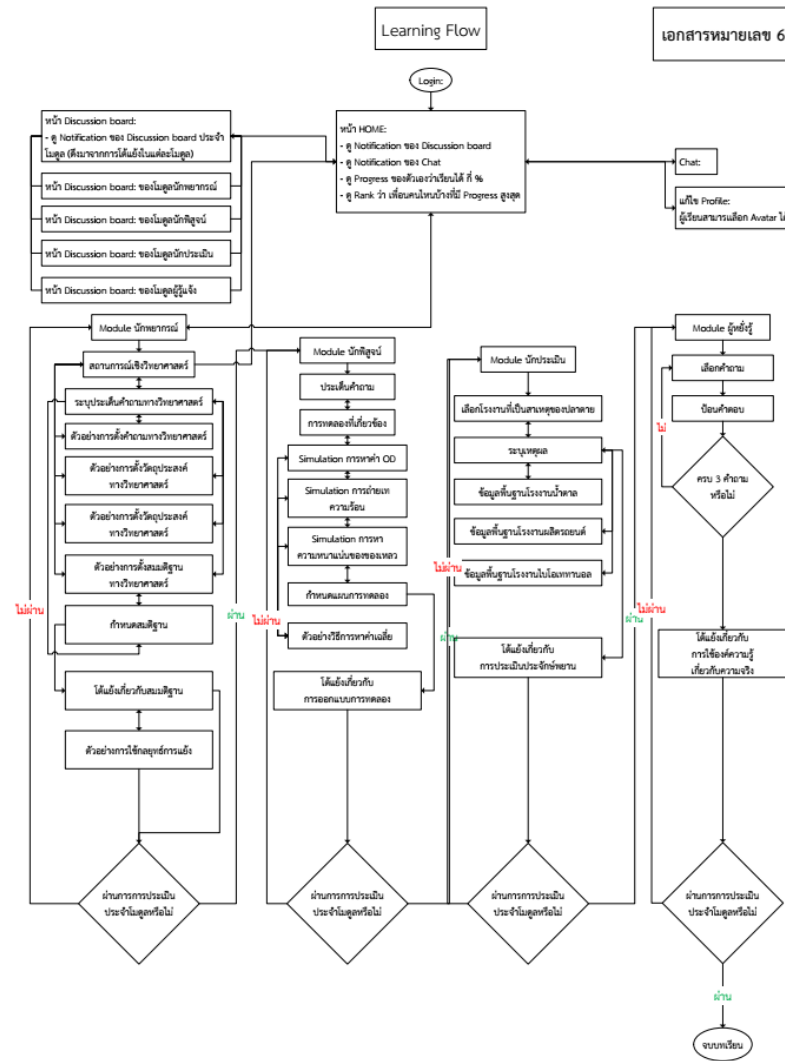 Learning Flow
เอกสารหมายเลข 6
Login:
หน้า Discussion board:
- ดู Notification ของ Discussion board ประจำ
โมดูล (ดึงมาจากการโต้แย้งในแต่ละโมดูล)
หน้า Discussion board: ของโมดูลนักพยากรณ์
หน้า Discussion board: ของโมดูลนักพิสูจน์
หน้า Discussion board: ของโมดูลนักประเมิน
หน้า Discussion board: ของโมดูลผู้รู้แจ้ง
หน้า HOME:
- ดู Notification ของ Discussion board
- ดู Notification ของ Chat
- ดู Progress ของตัวเองว่าเรียนได้ กี่ %
- ดู Rank ว่า เพื่อนคนไหนบ้างที่มี Progress สูงสุด
Chat:
แก้ไข Profile:
ผู้เรียนสามารแลือก Avatar ได้
Module นักพยากรณ์
สถานการณ์เชิงวิทยาศาสตร์
ระบุประเด็นคำถามทางวิทยาศาสตร์
ตัวอย่างการตั้งคำถามทางวิทยาศาสตร์
ตัวอย่างการตั้งวัตถุประสงค์
ทางวิทยาศาสตร์
ตัวอย่างการตั้งวัตถุประสงค์
ทางวิทยาศาสตร์
ตัวอย่างการตั้งสมมติฐาน
ทางวิทยาศาสตร์
กำหนดสมติฐาน
โต้แย้งเกี่ยวกับสมมติฐาน
ตัวอย่างการใช้กลยุทธ์การแย้ง
ผ่านการการประเมิน
ประจำโมดูลหรือไม่
ไม่ผ่าน
ผ่าน
Module นักพิสูจน์
ประเด็นคำถาม
การทดลองที่เกี่ยวข้อง
Simulation การหาค่า OD
Simulation การถ่ายเท
ความร้อน
Simulation การหา
ความหนาแน่นของของเหลว
กำหนดแผนการทดลอง
ตัวอย่างวิธีการหาค่าเฉลี่ย
โต้แย้งเกี่ยวกับ
การออกแบบการทดลอง
ผ่านการการประเมิน
ประจำโมดูลหรือไม่
ไม่ผ่าน
ผ่าน
Module นักประเมิน
เลือกโรงงานที่เป็นสาเหตุของปลาตาย
ระบุเหตุผล
ข้อมูลพื้นฐานโรงงานน้ำตาล
ข้อมูลพื้นฐานโรงงานผลิตรถยนต์
ข้อมูลพื้นฐานโรงงานไบโอเททานอล
โต้แย้งเกี่ยวกับ
การประเมินประจักษ์พยาน
ผ่านการการประเมิน
ประจำโมดูลหรือไม่
ไม่ผ่าน
ผ่าน
Module ผู้หยั่งรู้
เลือกคำถาม
ป้อนคำตอบ
ไม่
ครบ 3 คำถาม
หรือไม่
โต้แย้งเกี่ยวกับ
การใช้องค์ความรู้
เกี่ยวกับความจริง
ผ่านการการประเมิน
ประจำโมดูลหรือไม่
ไม่ผ่าน
ผ่าน
จบบทเรียน